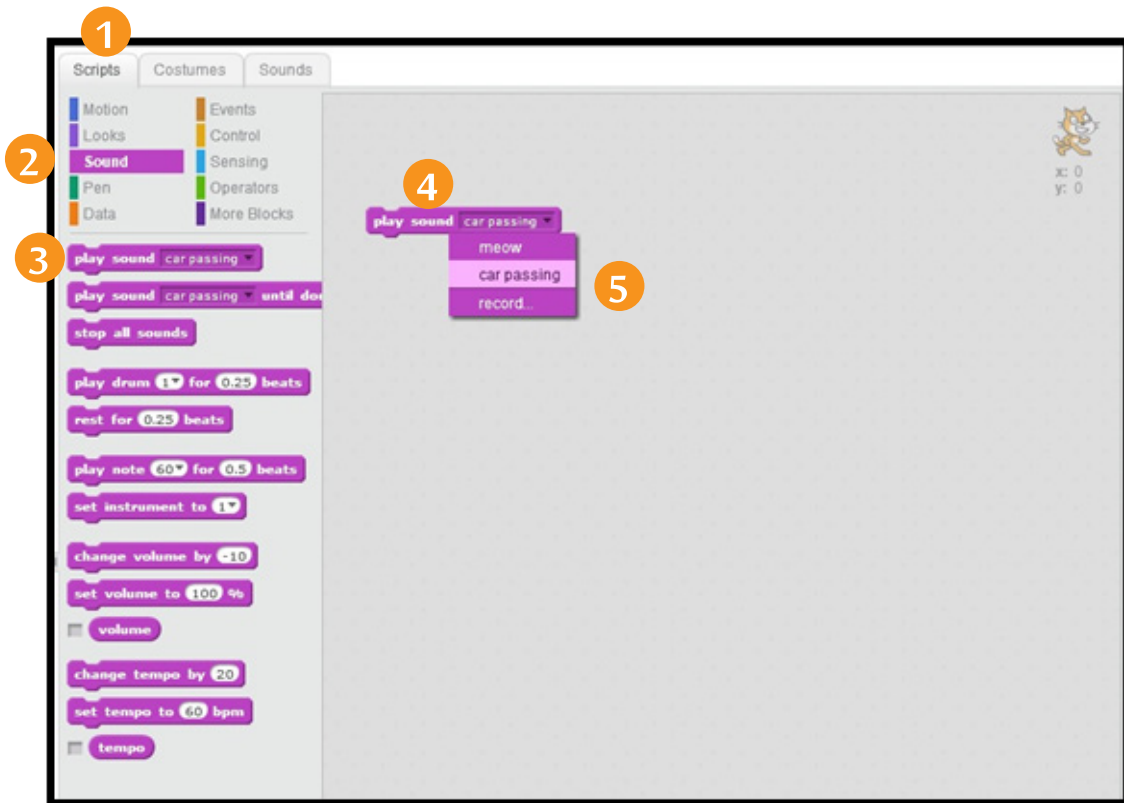 1
Scripts Costumes Sounds
Motion Events
Looks Control
2
Sound Sensing
Pen Operators
Data More Blocks
x: 0
y: 0
4
play sound car passing
meow
car passing
record...
5
3
play sound car passing
play sound car passing until
stop all sounds
play drum 1 for 0.25 beats
rest for 0.25 beats
play note 60 for 0.5 beats
set instrument to 1
change volume by -10
set volume to 100 %
volume
change tempo by 20
set tempo to 60 bpm
tempo